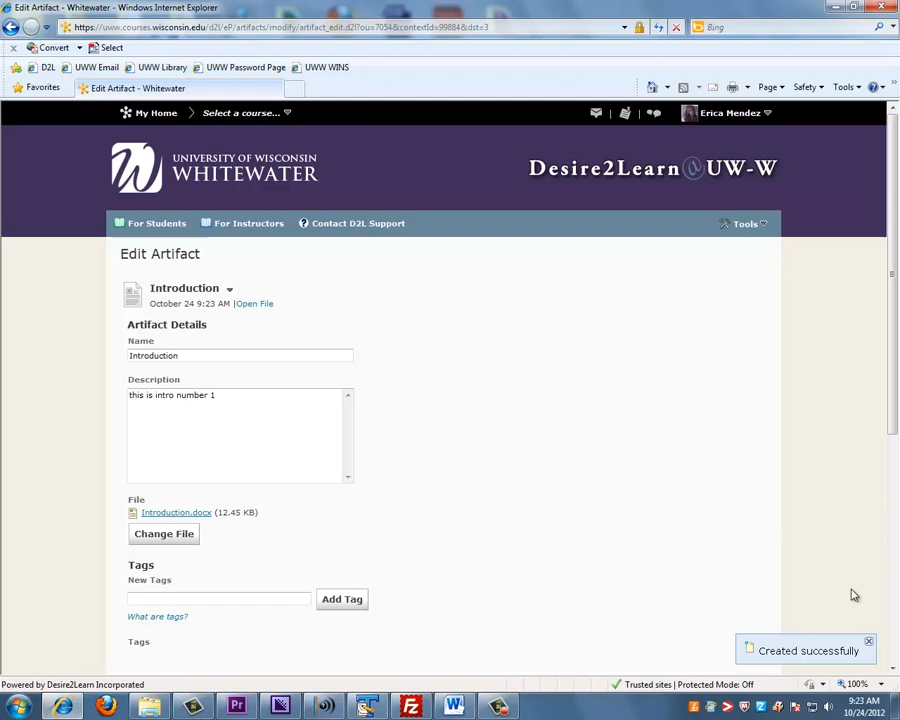 Edit Artifact - Whitewater - Windows Internet Explorer
https://uww.courses.wisconsin.edu/d2l/eP/artifacts/modify/artifact_edit.d2l?ou=7054&contextId=99884&dst=3
Bing
Convert Select
D2L UWW Email UWW Library UWW Password Page UWW WINS
Favorites Edit Artifact - Whitewater Page Safety Tools
My Home Select a course... Erica Mendez
UNIVERSITY OF WISCONSIN
WHITEWATER
Desire2Learn@UW-W
For Students For Instructors Contact D2L Support Tools
Edit Artifact
Introduction
October 24 9:23 AM |Open File
Artifact Details
Name
Introduction
Description
this is intro number 1
File
Introduction.docx (12.45 KB)
Change File
Tags
New Tags
Add Tag
What are tags?
Tags
Created successfully
Powered by Desire2Learn Incorporated Trusted sites | Protected Mode: Off 100%
Pr
Fz
W
9:23 AM
10/24/2012